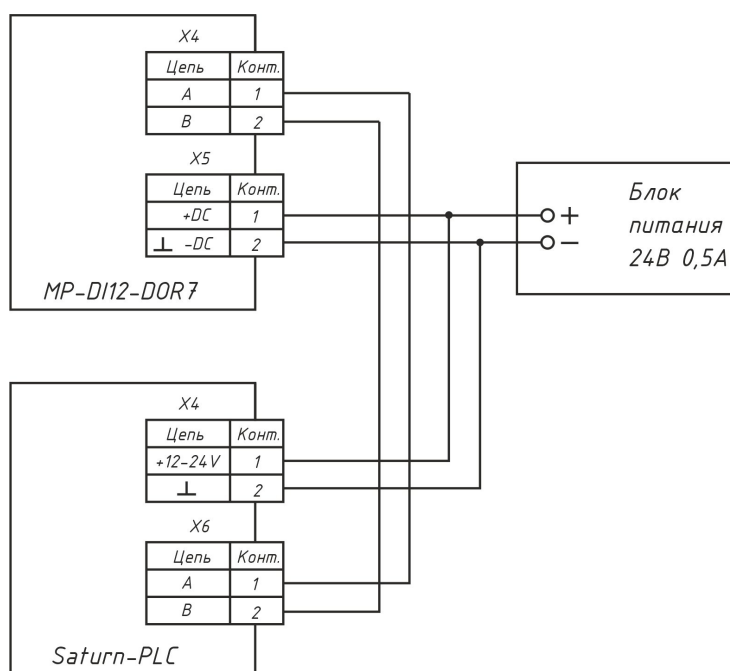 X4
Цепь Конт.
A 1
B 2
X5
Цепь Конт.
+DC 1
⊥ -DC 2
MP-DI12-DOR7
Блок
питания
24В 0,5А
+
−
X4
Цепь Конт.
+12-24V 1
⊥ 2
X6
Цепь Конт.
A 1
B 2
Saturn-PLC